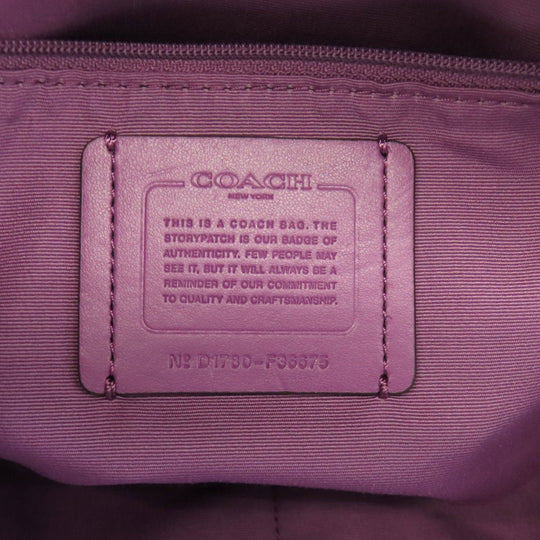 COACH
NEW YORK
THIS IS A COACH BAG. THE
STORYPATCH IS OUR BADGE OF
AUTHENTICITY. FEW PEOPLE MAY
SEE IT, BUT IT WILL ALWAYS BE A
REMINDER OF OUR COMMITMENT
TO QUALITY AND CRAFTSMANSHIP.
Nº D1780-F36675